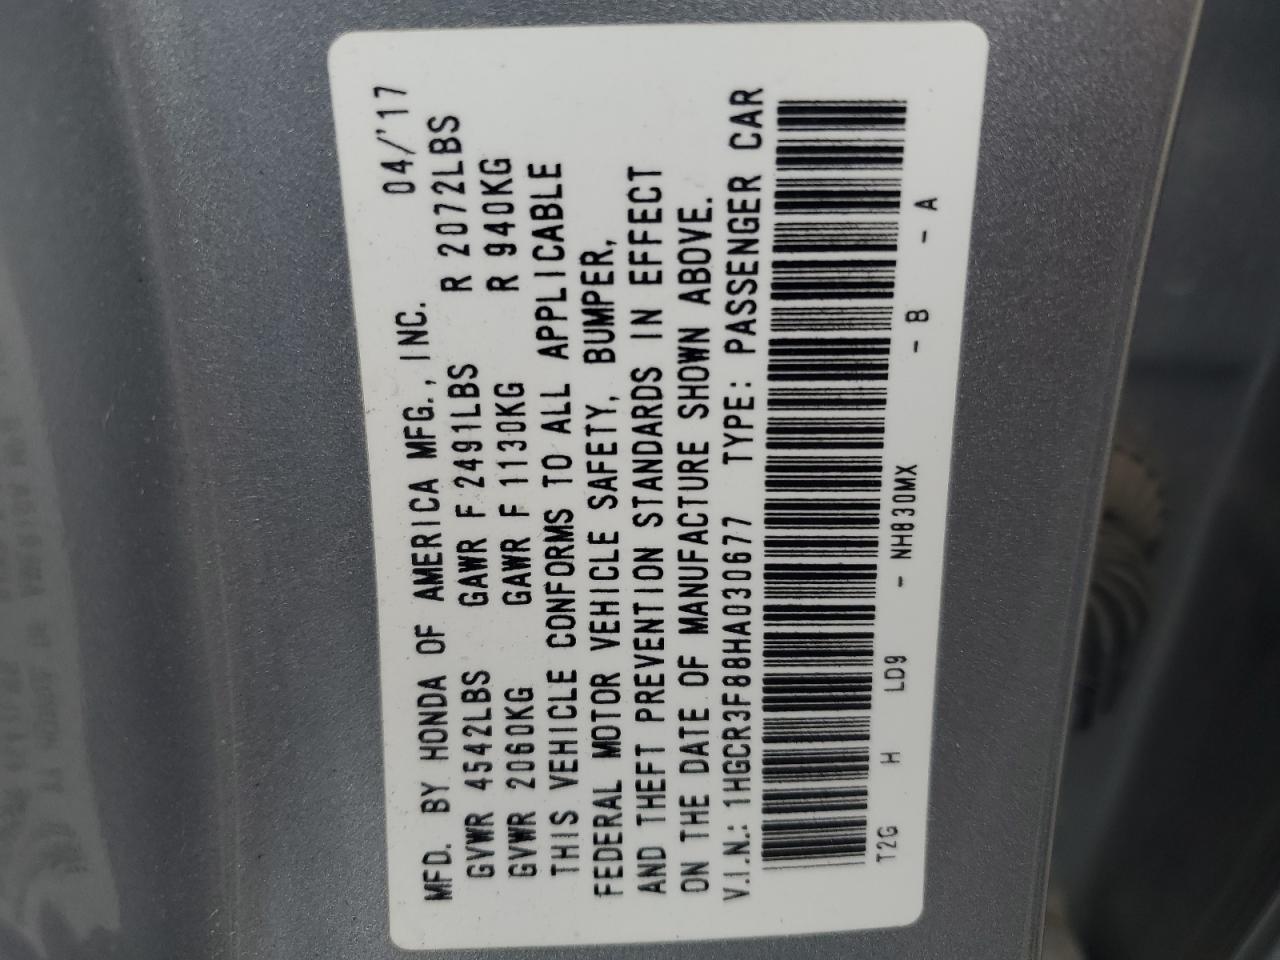 MFD. BY HONDA OF AMERICA MFG., INC. 04/'17
GVWR 4542LBS GAWR F 2491LBS R 2072LBS
GVWR 2060KG GAWR F 1130KG R 940KG
THIS VEHICLE CONFORMS TO ALL APPLICABLE
FEDERAL MOTOR VEHICLE SAFETY, BUMPER,
AND THEFT PREVENTION STANDARDS IN EFFECT
ON THE DATE OF MANUFACTURE SHOWN ABOVE.
V.I.N.: 1HGCR3F88HA030677 TYPE: PASSENGER CAR
T2G H LD9 - NH830MX - B - A